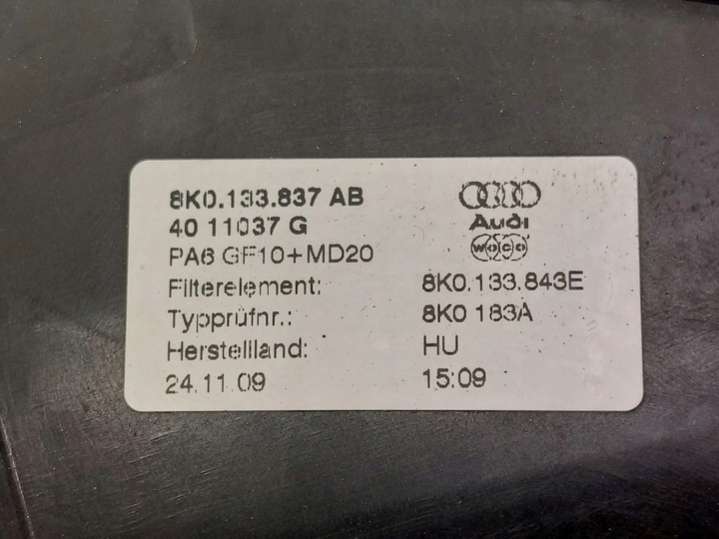 8K0.133.837 AB
40 11037 G Audi
PA6 GF10+MD20 WOCO
Filterelement: 8K0.133.843E
Typprüfnr.: 8K0 183A
Herstellland: HU
24.11.09 15:09